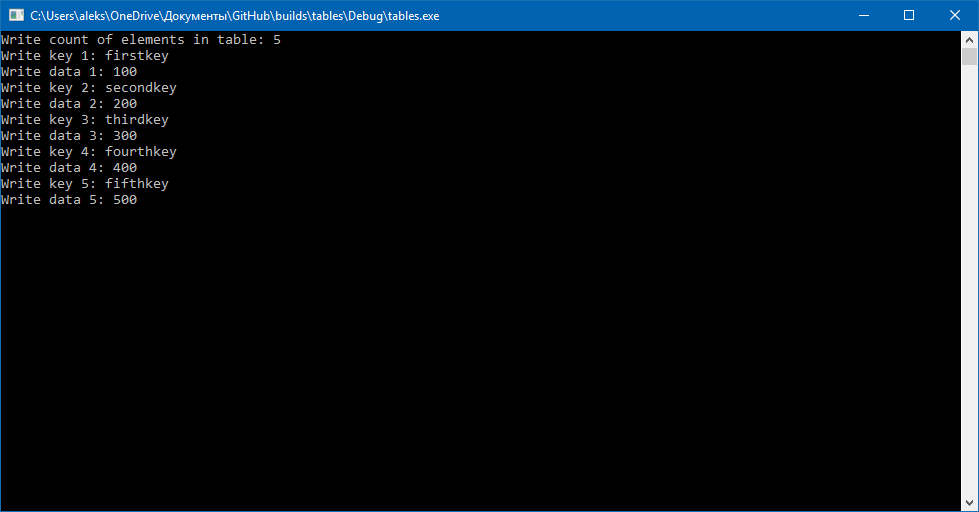 C:\Users\aleks\OneDrive\Документы\GitHub\builds\tables\Debug\tables.exe
Write count of elements in table: 5
Write key 1: firstkey
Write data 1: 100
Write key 2: secondkey
Write data 2: 200
Write key 3: thirdkey
Write data 3: 300
Write key 4: fourthkey
Write data 4: 400
Write key 5: fifthkey
Write data 5: 500